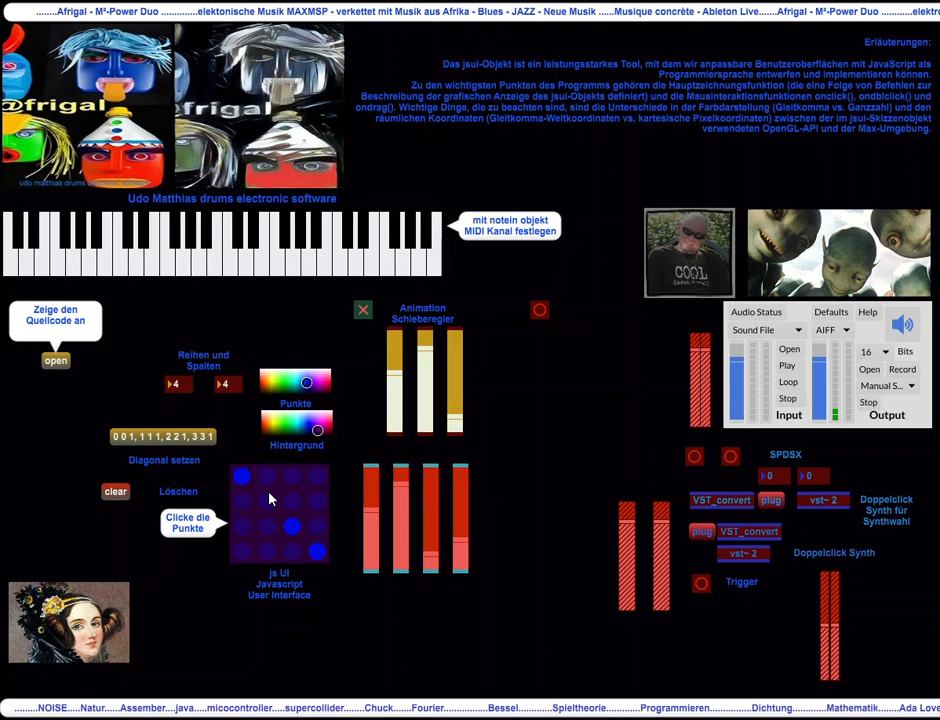 ........Afrigal - M²-Power Duo .............elektonische Musik MAXMSP - verkettet mit Musik aus Afrika - Blues - JAZZ - Neue Musik ......Musique concrète - Ableton Live.......Afrigal - M²-Power Duo .............elektro
Erläuterungen:
Das jsui-Objekt ist ein leistungsstarkes Tool, mit dem wir anpassbare Benutzeroberflächen mit JavaScript als
Programmiersprache entwerfen und implementieren können.
Zu den wichtigsten Punkten des Programms gehören die Hauptzeichnungsfunktion (die eine Folge von Befehlen zur
Beschreibung der grafischen Anzeige des jsui-Objekts definiert) und die Mausinteraktionsfunktionen onclick(), ondblclick() und
ondrag(). Wichtige Dinge, die zu beachten sind, sind die Unterschiede in der Farbdarstellung (Gleitkomma vs. Ganzzahl) und den
räumlichen Koordinaten (Gleitkomma-Weltkoordinaten vs. kartesische Pixelkoordinaten) zwischen der im jsui-Skizzenobjekt
verwendeten OpenGL-API und der Max-Umgebung.
@frigal
frigal
udo matthias drums
Udo Matthias drums electronic software
mit notein objekt
MIDI Kanal festlegen
COOL
Zeige den
Quellcode an
open
Animation
Schieberegler
Audio Status
Defaults
Help
Sound File
AIFF
Open
Play
Loop
Stop
Input
16
Bits
Open
Record
Manual S...
Stop
Output
Reihen und
Spalten
4
4
Punkte
Hintergrund
0 0 1, 1 1 1, 2 2 1, 3 3 1
Diagonal setzen
clear
Löschen
Clicke die
Punkte
js UI
Javascript
User interface
SPDSX
0
0
VST_convert
plug
vst~ 2
Doppelclick
Synth für
Synthwahl
plug
VST_convert
vst~ 2
Doppelclick Synth
Trigger
.........NOISE.....Natur.....Assember....java.....micocontroller.....supercollider.......Chuck.....Fourier...............Bessel............Spieltheorie............Programmieren...............Dichtung............Mathematik........Ada Love